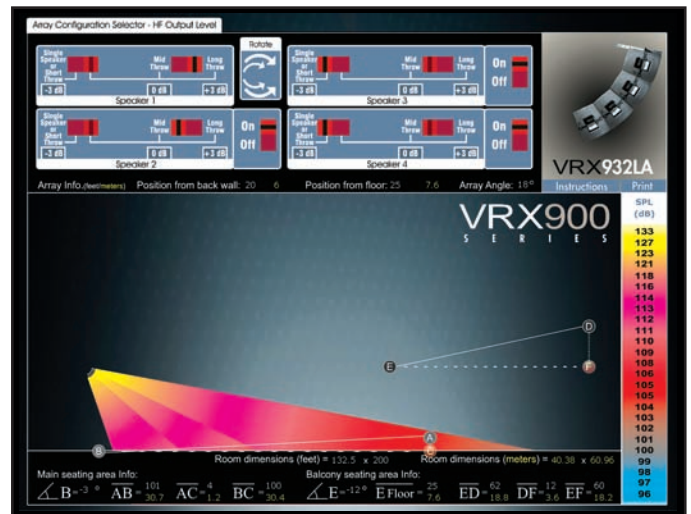 Array Configuration Selector - HF Output Level
Single Speaker or Short Throw
Mid Throw
Long Throw
-3 dB
0 dB
+3 dB
Speaker 1
Rotate
Single Speaker or Short Throw
Mid Throw
Long Throw
-3 dB
0 dB
+3 dB
Speaker 3
On
Off
Single Speaker or Short Throw
Mid Throw
Long Throw
-3 dB
0 dB
+3 dB
Speaker 2
On
Off
Single Speaker or Short Throw
Mid Throw
Long Throw
-3 dB
0 dB
+3 dB
Speaker 4
On
Off
VRX932LA
Array Info.(feet/meters) Position from back wall: 20 6 Position from floor: 25 7.6 Array Angle: 18°
Instructions
Print
VRX900
SERIES
SPL
(dB)
133
127
123
121
118
116
114
113
112
111
110
109
108
106
105
105
104
103
102
101
100
99
98
97
96
D
E
F
A
B
C
Room dimensions (feet) = 132.5 x 200 Room dimensions (meters) = 40.38 x 60.96
Main seating area Info:
Balcony seating area Info:
B= -3 ° AB= 101 30.7 AC= 4 1.2 BC= 100 30.4
E= -12° E Floor= 25 7.6 ED= 62 18.8 DF= 12 3.6 EF= 60 18.2